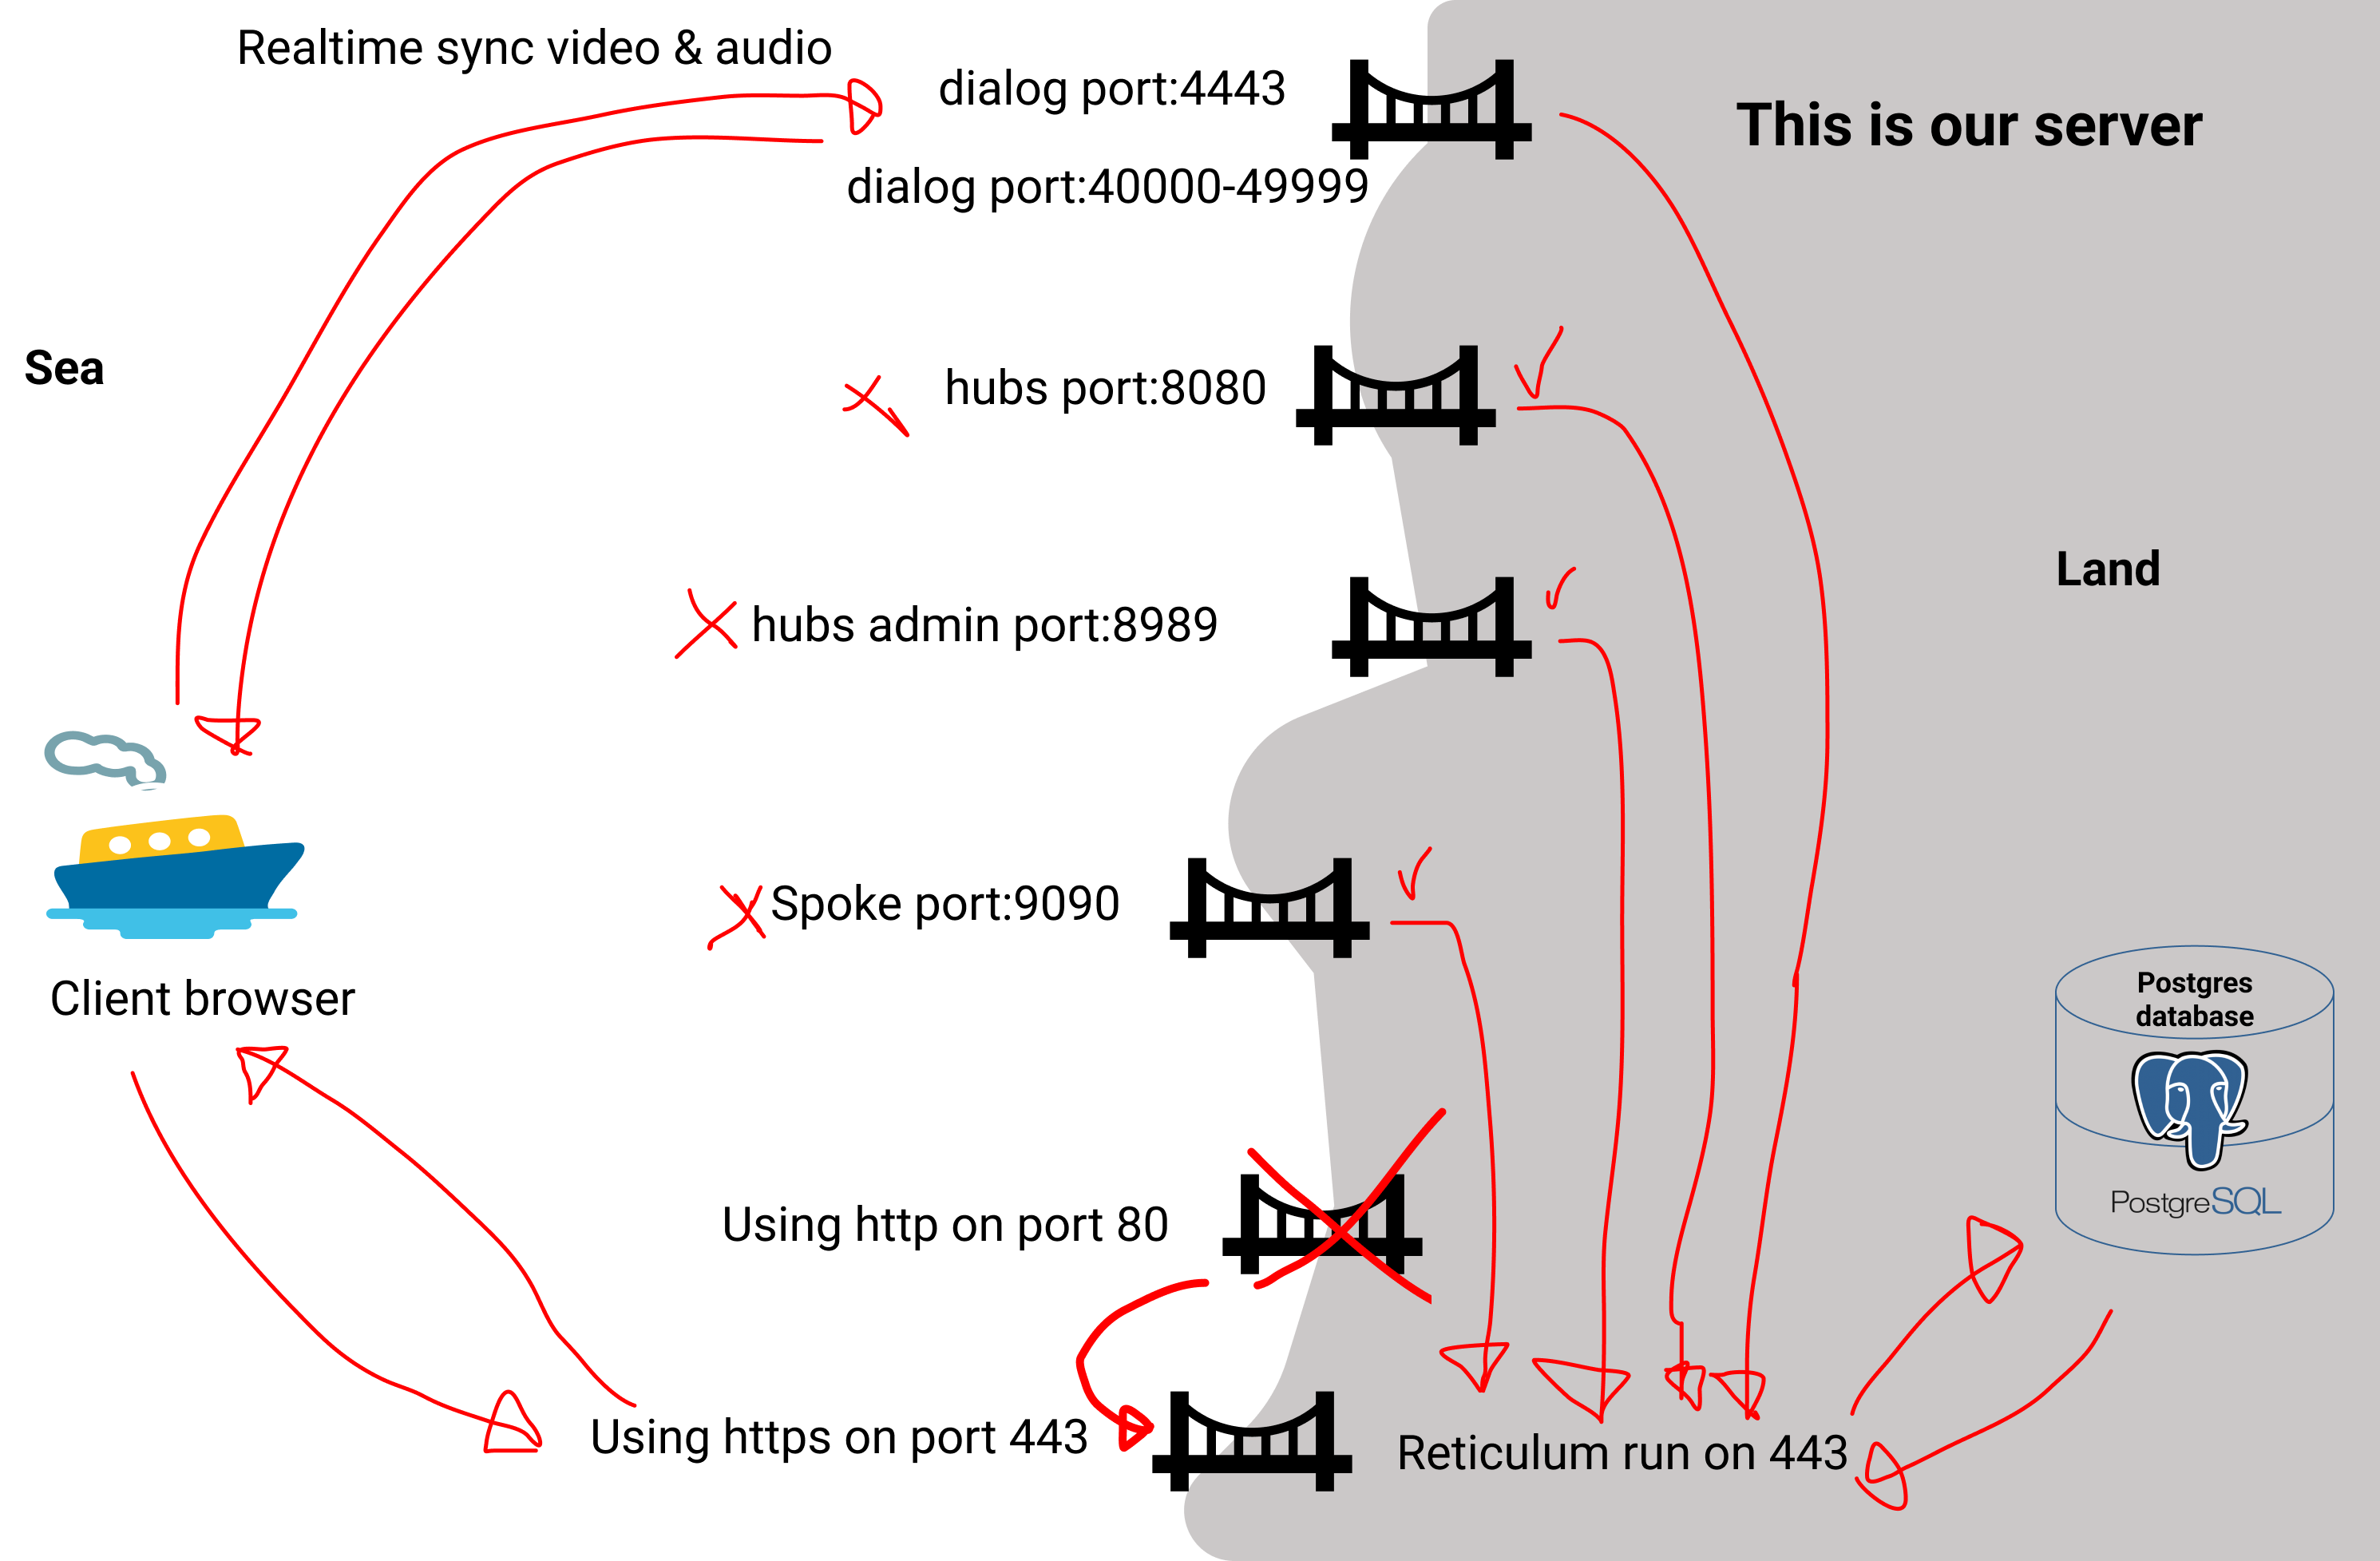 Realtime sync video & audio
dialog port:4443
This is our server
dialog port:40000-49999
Sea
hubs port:8080
Land
hubs admin port:8989
Spoke port:9090
Client browser
Postgres
database
PostgreSQL
Using http on port 80
Using https on port 443
Reticulum run on 443